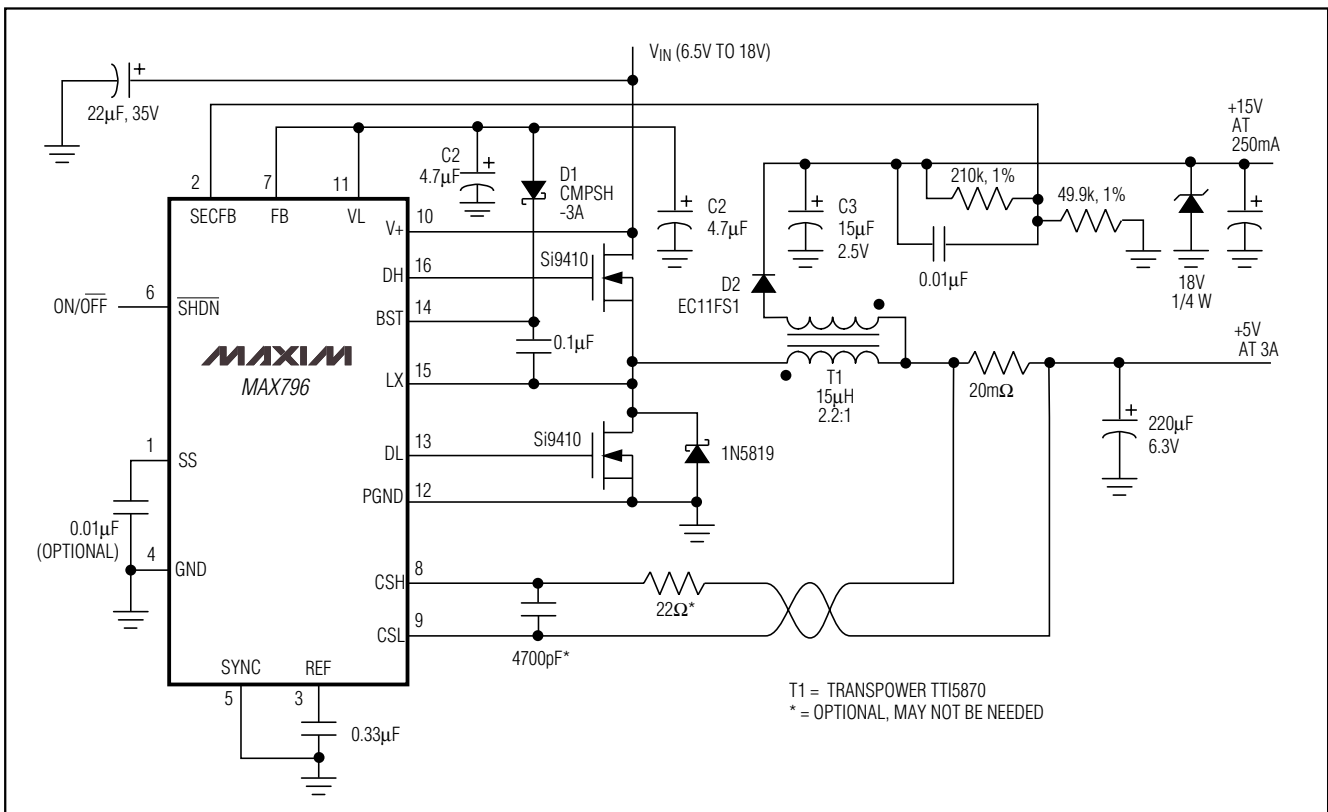 VIN (6.5V TO 18V)
22µF, 35V
+
+15V
AT
250mA
C2
4.7µF
+
D1
CMPSH
-3A
+
C2
4.7µF
+
C3
15µF
2.5V
210k, 1%
49.9k, 1%
0.01µF
18V
1/4 W
+
2
SECFB
7
FB
11
VL
V+
10
Si9410
DH
16
D2
EC11FS1
ON/OFF
6
SHDN
BST
14
0.1µF
MAXIM
MAX796
LX
15
T1
15µH
2.2:1
20mΩ
+5V
AT 3A
+
220µF
6.3V
1
SS
Si9410
DL
13
1N5819
PGND
12
0.01µF
(OPTIONAL)
4
GND
CSH
8
22Ω*
CSL
9
4700pF*
SYNC
5
REF
3
0.33µF
T1 = TRANSPOWER TTI5870
* = OPTIONAL, MAY NOT BE NEEDED